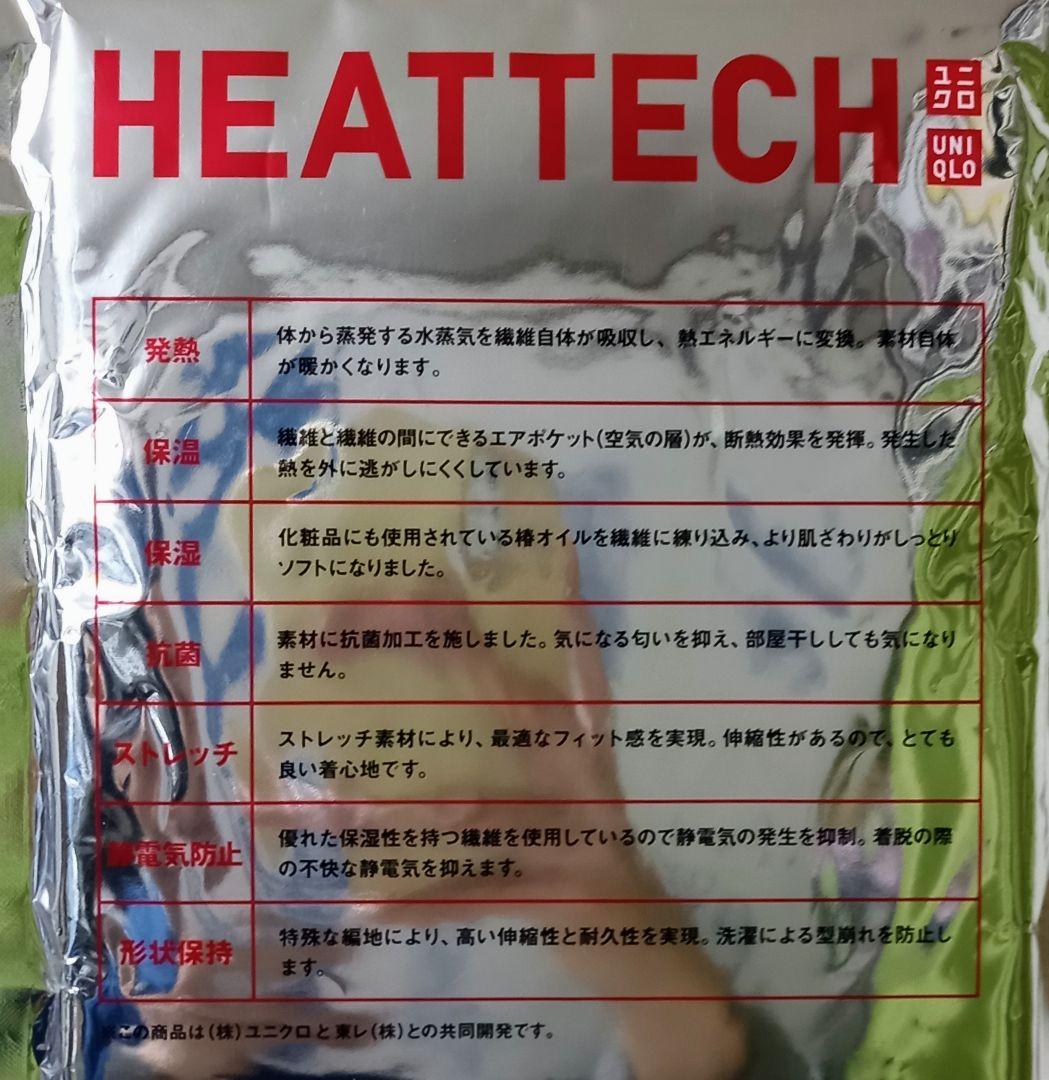 HEATTECH
ユニ
クロ
UNI
QLO
発熱
体から蒸発する水蒸気を繊維自体が吸収し、熱エネルギーに変換。素材自体
が暖かくなります。
保温
繊維と繊維の間にできるエアポケット(空気の層)が、断熱効果を発揮。発生した
熱を外に逃がしにくくしています。
保湿
化粧品にも使用されている椿オイルを繊維に練り込み、より肌ざわりがしっとり
ソフトになりました。
抗菌
素材に抗菌加工を施しました。気になる匂いを抑え、部屋干ししても気になり
ません。
ストレッチ
ストレッチ素材により、最適なフィット感を実現。伸縮性があるので、とても
良い着心地です。
静電気防止
優れた保湿性を持つ繊維を使用しているので静電気の発生を抑制。着脱の際
の不快な静電気を抑えます。
形状保持
特殊な編地により、高い伸縮性と耐久性を実現。洗濯による型崩れを防止し
ます。
※この商品は(株)ユニクロと東レ(株)との共同開発です。